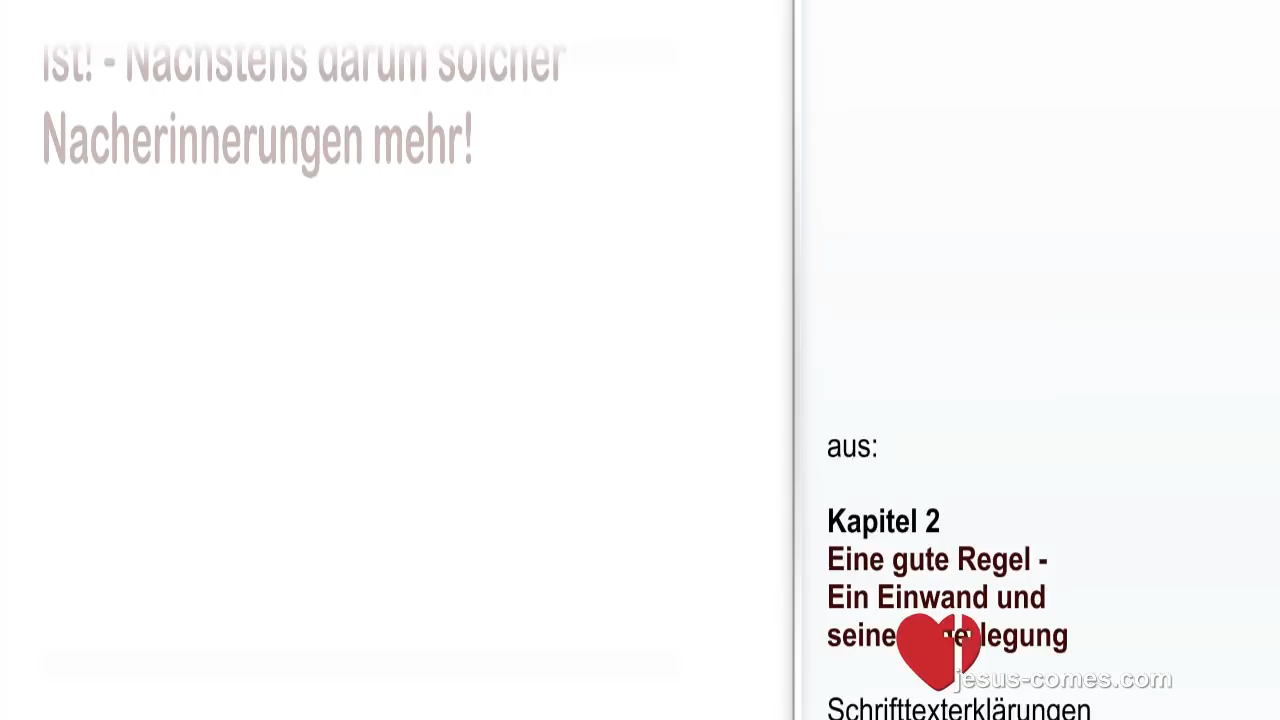 ist! - Nächstens darum solcher
Nacherinnerungen mehr!
aus:
Kapitel 2
Eine gute Regel -
Ein Einwand und
seine legung
jesus-comes.com
Schrifttexterklärungen